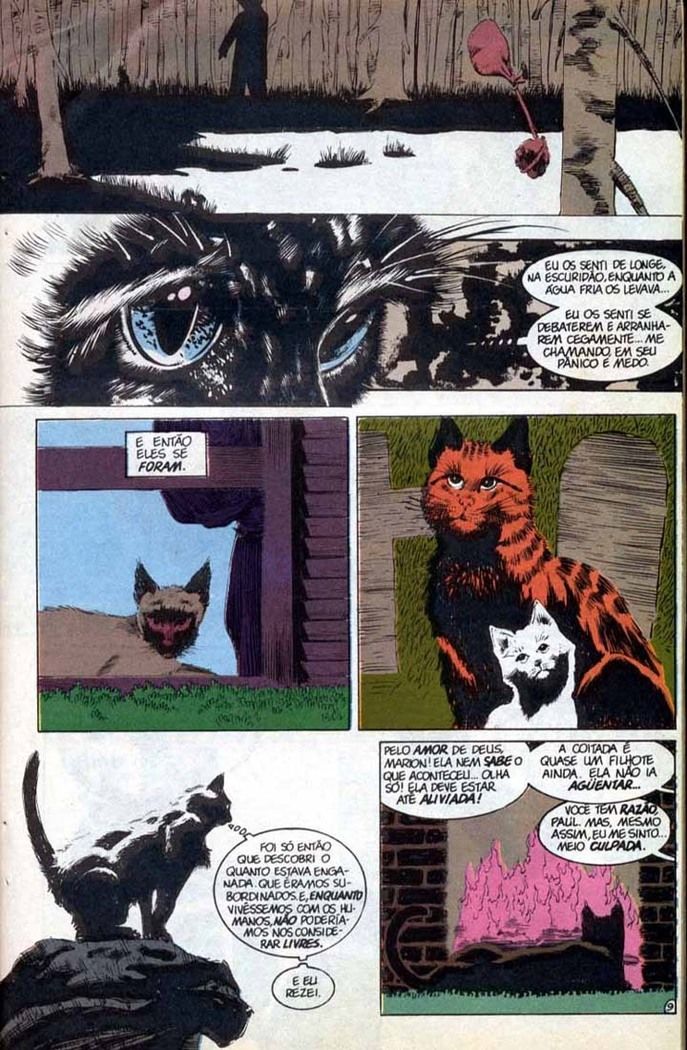 EU OS SENTI DE LONGE,
NA ESCURIDÃO, ENQUANTO A
ÁGUA FRIA OS LEVAVA...
EU OS SENTI SE
DEBATEREM E ARRANHA-
REM CEGAMENTE... ME
CHAMANDO, EM SEU
PÂNICO E MEDO.
E ENTÃO
ELES SE
FORAM.
FOI SÓ ENTÃO
QUE DESCOBRI O
QUANTO ESTAVA ENGA-
NADA. QUE ÉRAMOS SU-
BORDINADOS. E, ENQUANTO
VIVÊSSEMOS COM OS HU-
MANOS, NÃO PODERÍA-
MOS NOS CONSIDE-
RAR LIVRES.
E EU
REZEI.
PELO AMOR DE DEUS,
MARION! ELA NEM SABE O
QUE ACONTECEU... OLHA
SÓ! ELA DEVE ESTAR
ATÉ ALIVIADA!
A COITADA É
QUASE UM FILHOTE
AINDA. ELA NÃO IA
AGÜENTAR...
VOCÊ TEM RAZÃO,
PAUL. MAS, MESMO
ASSIM, EU ME SINTO...
MEIO CULPADA.
9